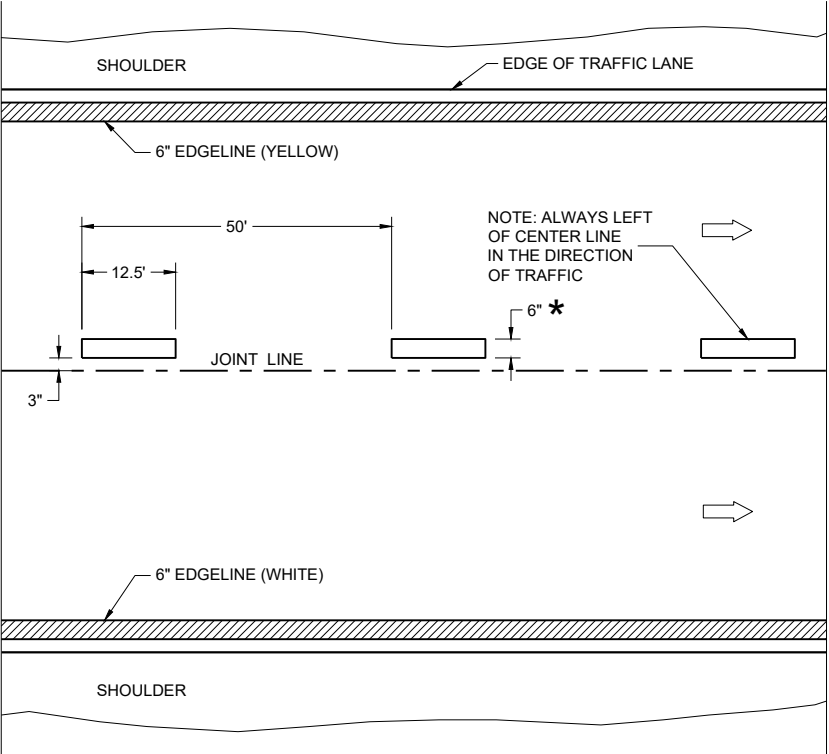 SHOULDER
EDGE OF TRAFFIC LANE
6" EDGELINE (YELLOW)
50'
NOTE: ALWAYS LEFT
OF CENTER LINE
IN THE DIRECTION
OF TRAFFIC
12.5'
6" *
JOINT LINE
3"
6" EDGELINE (WHITE)
SHOULDER